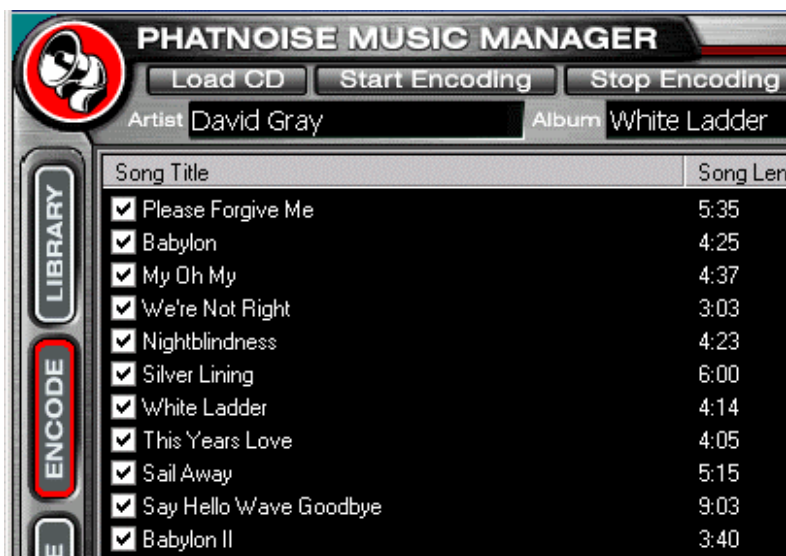 PHATNOISE MUSIC MANAGER
Load CD Start Encoding Stop Encoding
Artist David Gray Album White Ladder
LIBRARY
ENCODE
Song Title Song Len
Please Forgive Me 5:35
Babylon 4:25
My Oh My 4:37
We're Not Right 3:03
Nightblindness 4:23
Silver Lining 6:00
White Ladder 4:14
This Years Love 4:05
Sail Away 5:15
Say Hello Wave Goodbye 9:03
Babylon II 3:40